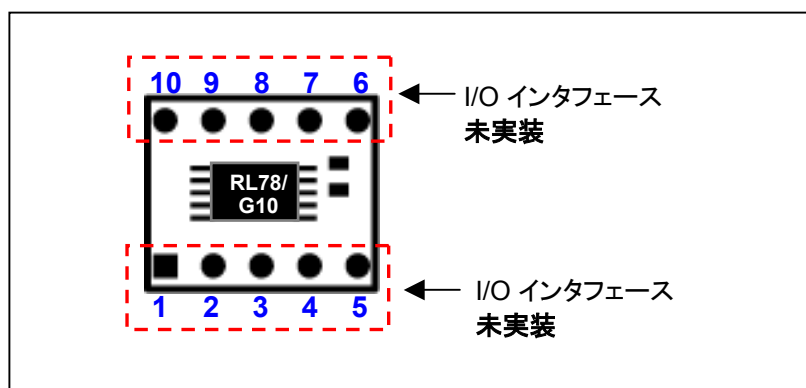 10 9 8 7 6
I/O インタフェース
未実装
RL78/
G10
1 2 3 4 5
I/O インタフェース
未実装